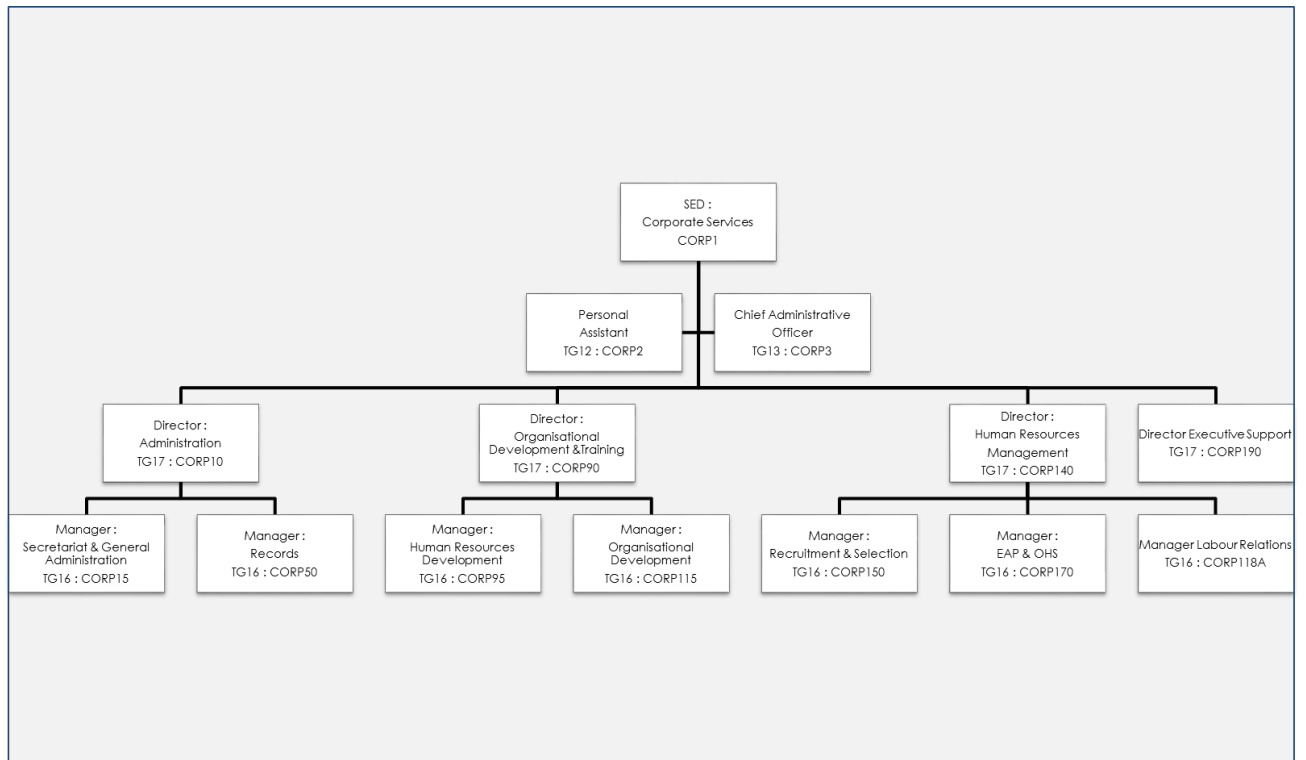 SED :
Corporate Services
CORP1
Personal
Assistant
TG12 : CORP2
Chief Administrative
Officer
TG13 : CORP3
Director :
Administration
TG17 : CORP10
Director :
Organisational
Development &Training
TG17 : CORP90
Director :
Human Resources
Management
TG17 : CORP140
Director Executive Support
TG17 : CORP190
Manager :
Secretariat & General
Administration
TG16 : CORP15
Manager :
Records
TG16 : CORP50
Manager :
Human Resources
Development
TG16 : CORP95
Manager :
Organisational
Development
TG16 : CORP115
Manager :
Recruitment & Selection
TG16 : CORP150
Manager :
EAP & OHS
TG16 : CORP170
Manager Labour Relations
TG16 : CORP118A